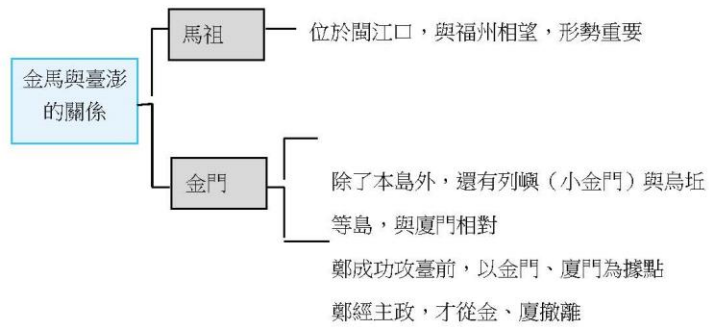 金馬與臺澎
的關係
馬祖
位於閩江口，與福州相望，形勢重要
金門
除了本島外，還有列嶼（小金門）與烏坵
等島，與廈門相對
鄭成功攻臺前，以金門、廈門為據點
鄭經主政，才從金、廈撤離